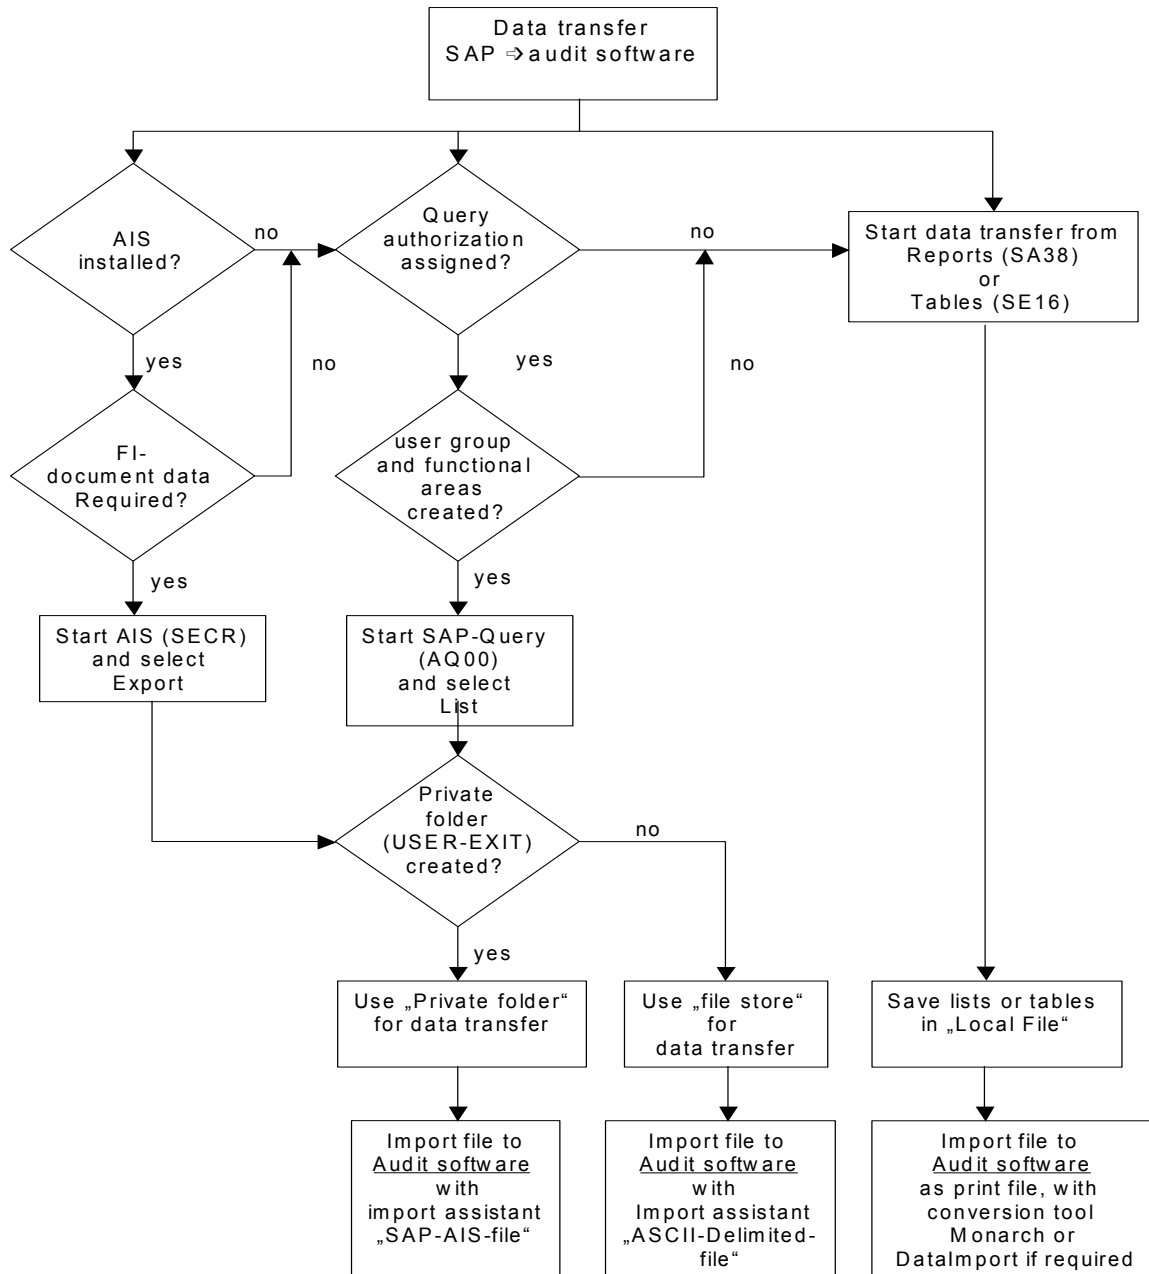 Data transfer
SAP ➩ audit software
AIS
installed?
no
Query
authorization
assigned?
no
Start data transfer from
Reports (SA38)
or
Tables (SE16)
yes
no
yes
no
FI-
document data
Required?
user group
and functional
areas
created?
yes
yes
Start AIS (SECR)
and select
Export
Start SAP-Query
(AQ00)
and select
List
Private
folder
(USER-EXIT)
created?
no
yes
Use „Private folder“
for data transfer
Use „file store“
for
data transfer
Save lists or tables
in „Local File“
Import file to
Audit software
with
import assistant
„SAP-AIS-file“
Import file to
Audit software
with
Import assistant
„ASCII-Delimited-
file“
Import file to
Audit software
as print file, with
conversion tool
Monarch or
DataImport if required